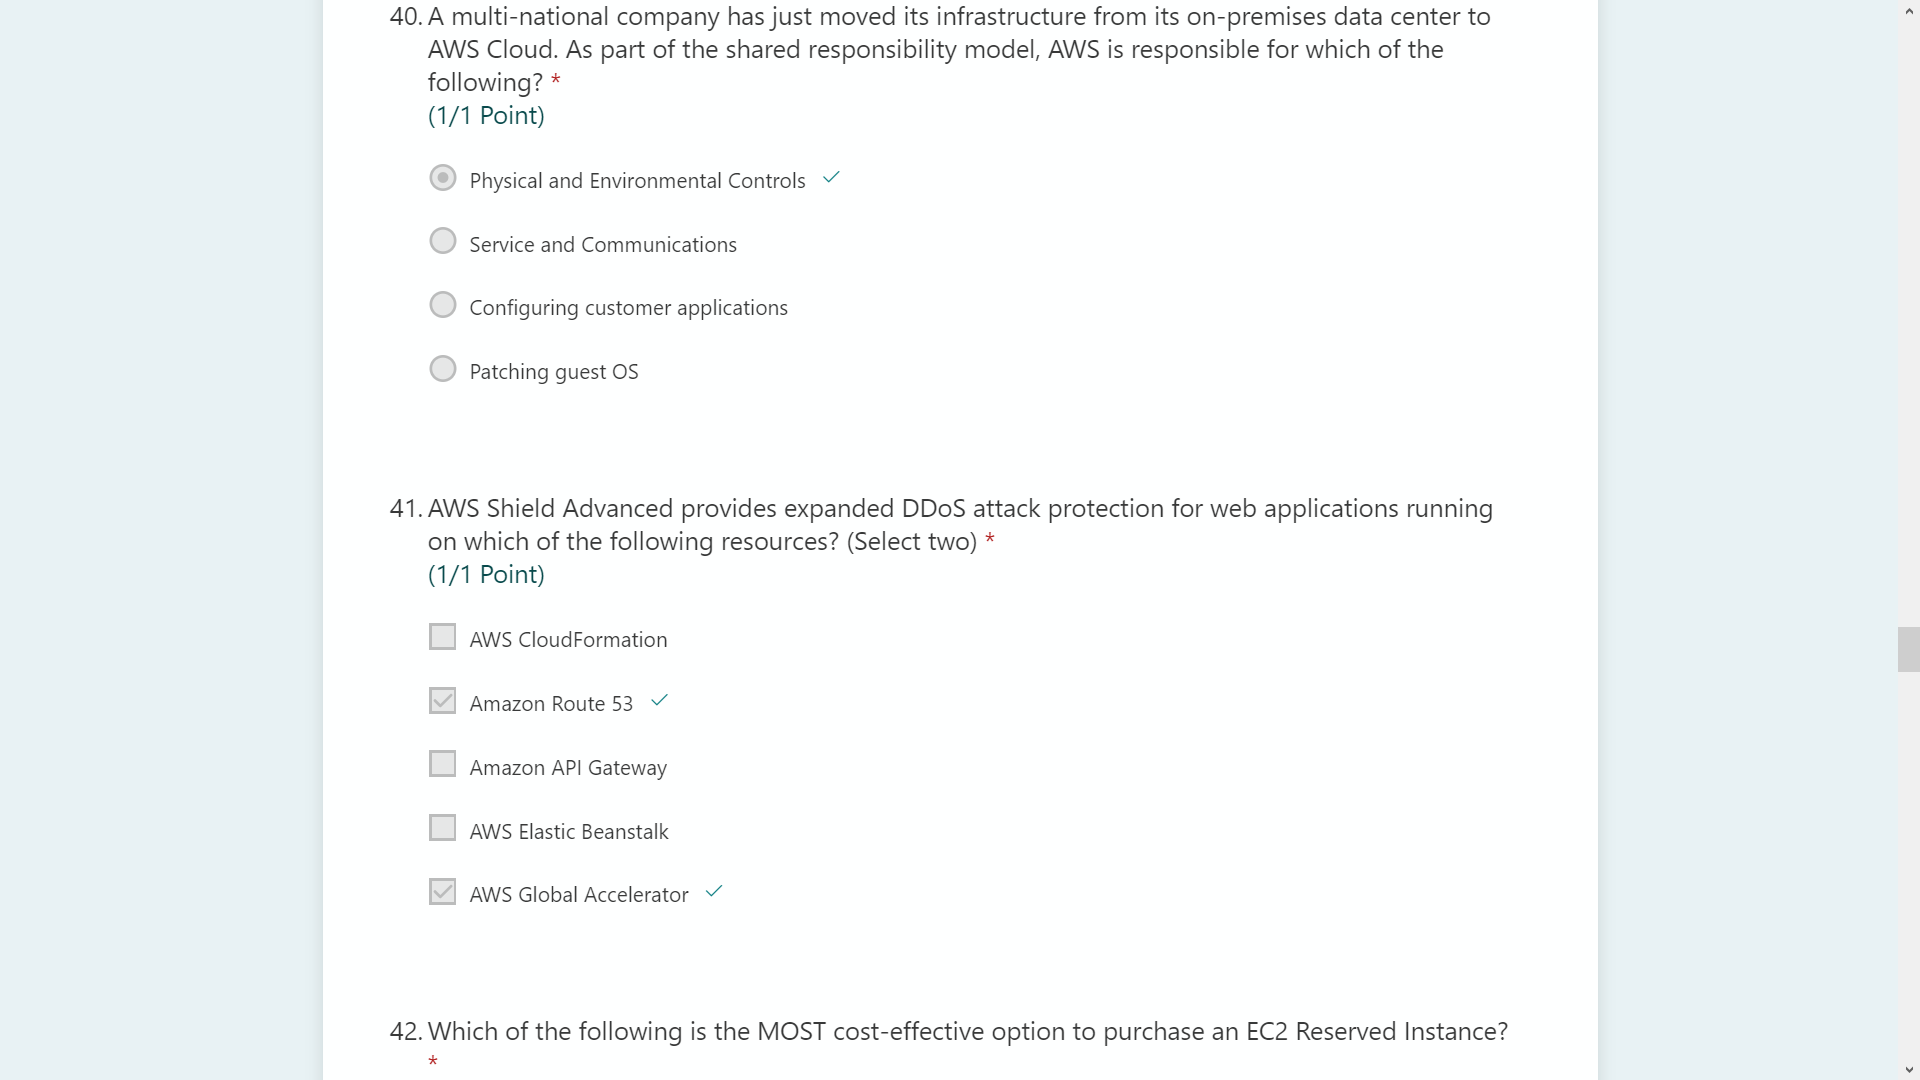 40. A multi-national company has just moved its infrastructure from its on-premises data center to
AWS Cloud. As part of the shared responsibility model, AWS is responsible for which of the
following? *
(1/1 Point)
Physical and Environmental Controls
Service and Communications
Configuring customer applications
Patching guest OS
41. AWS Shield Advanced provides expanded DDoS attack protection for web applications running
on which of the following resources? (Select two) *
(1/1 Point)
AWS CloudFormation
Amazon Route 53
Amazon API Gateway
AWS Elastic Beanstalk
AWS Global Accelerator
42. Which of the following is the MOST cost-effective option to purchase an EC2 Reserved Instance?
*